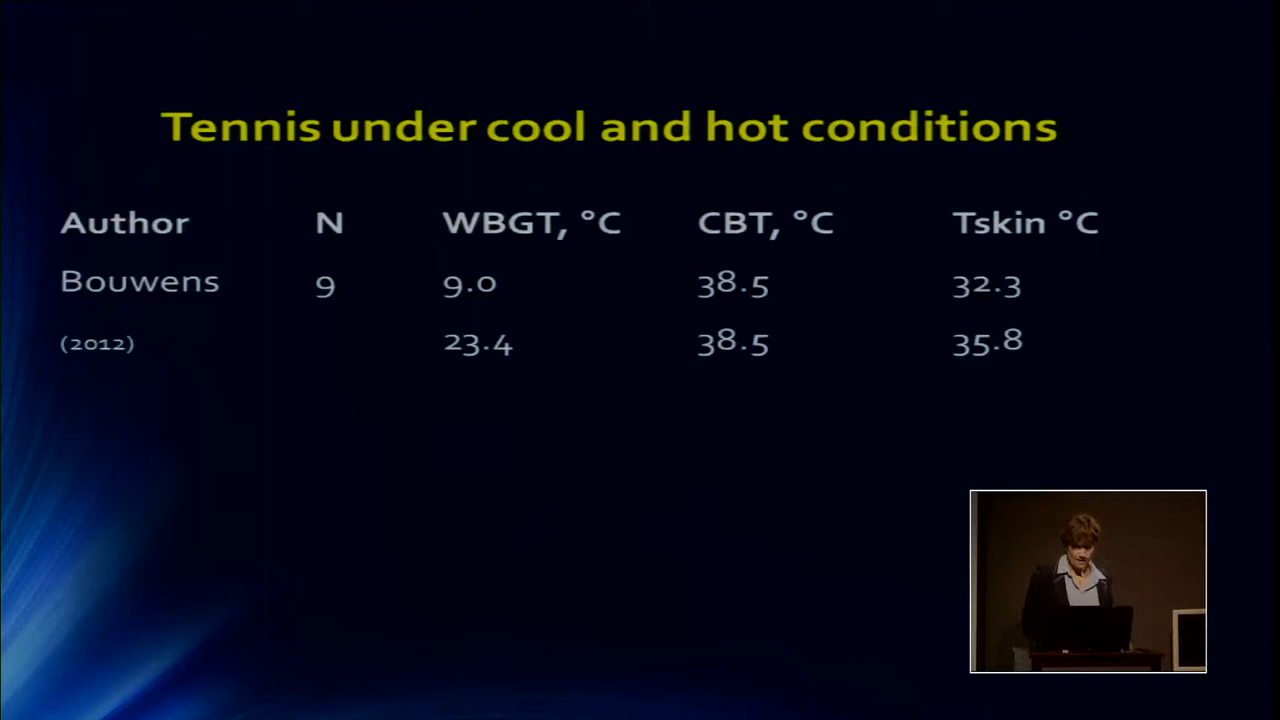 Tennis under cool and hot conditions
Author N WBGT, °C CBT, °C Tskin °C
Bouwens 9 9.0 38.5 32.3
(2012) 23.4 38.5 35.8